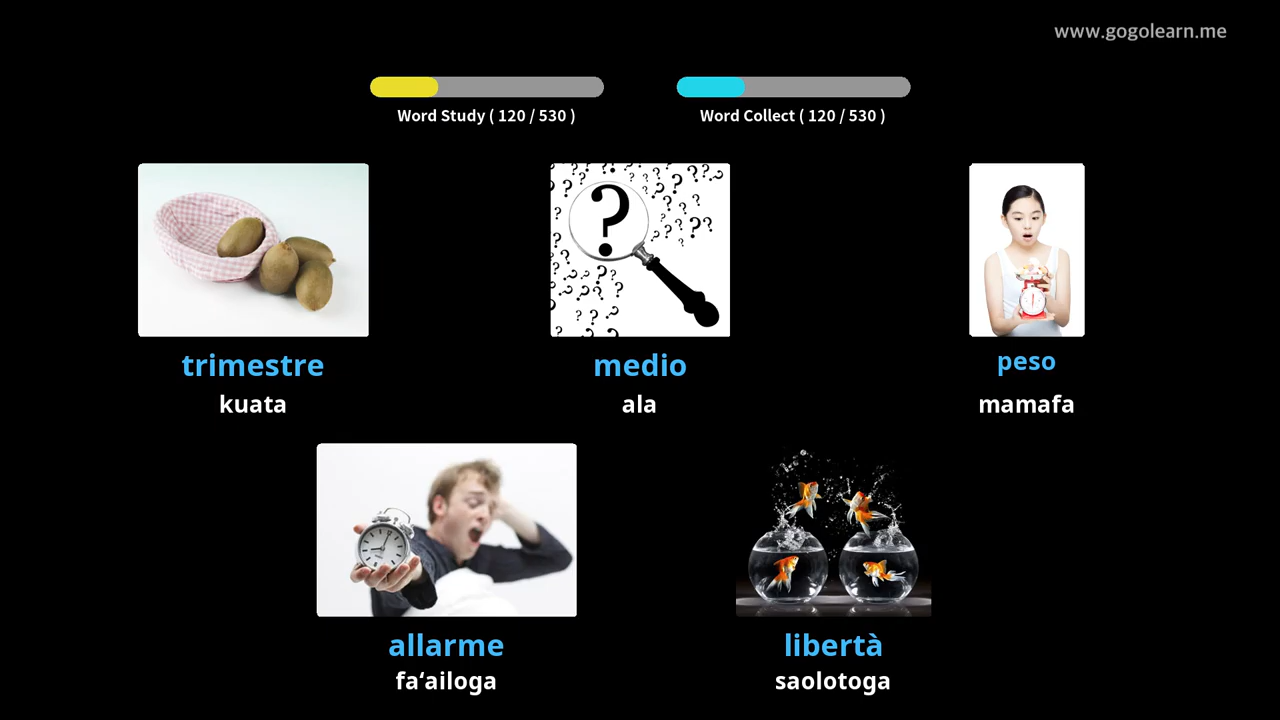 www.gogolearn.me
Word Study ( 120 / 530 )
Word Collect ( 120 / 530 )
trimestre
kuata
medio
ala
peso
mamafa
allarme
fa‘ailoga
libertà
saolotoga